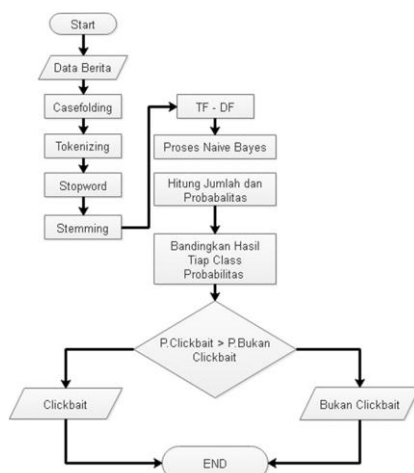 Start
Data Berita
Casefolding
Tokenizing
Stopword
Stemming
TF - DF
Proses Naive Bayes
Hitung Jumlah dan
Probabalitas
Bandingkan Hasil
Tiap Class
Probabilitas
P.Clickbait > P.Bukan
Clickbait
Clickbait
Bukan Clickbait
END